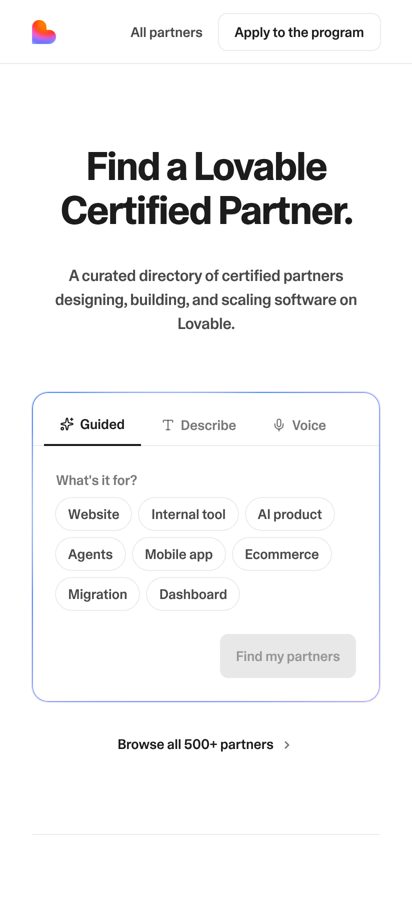 All partners
Apply to the program
Find a Lovable
Certified Partner.
A curated directory of certified partners
designing, building, and scaling software on
Lovable.
Guided
Describe
Voice
What's it for?
Website
Internal tool
AI product
Agents
Mobile app
Ecommerce
Migration
Dashboard
Find my partners
Browse all 500+ partners